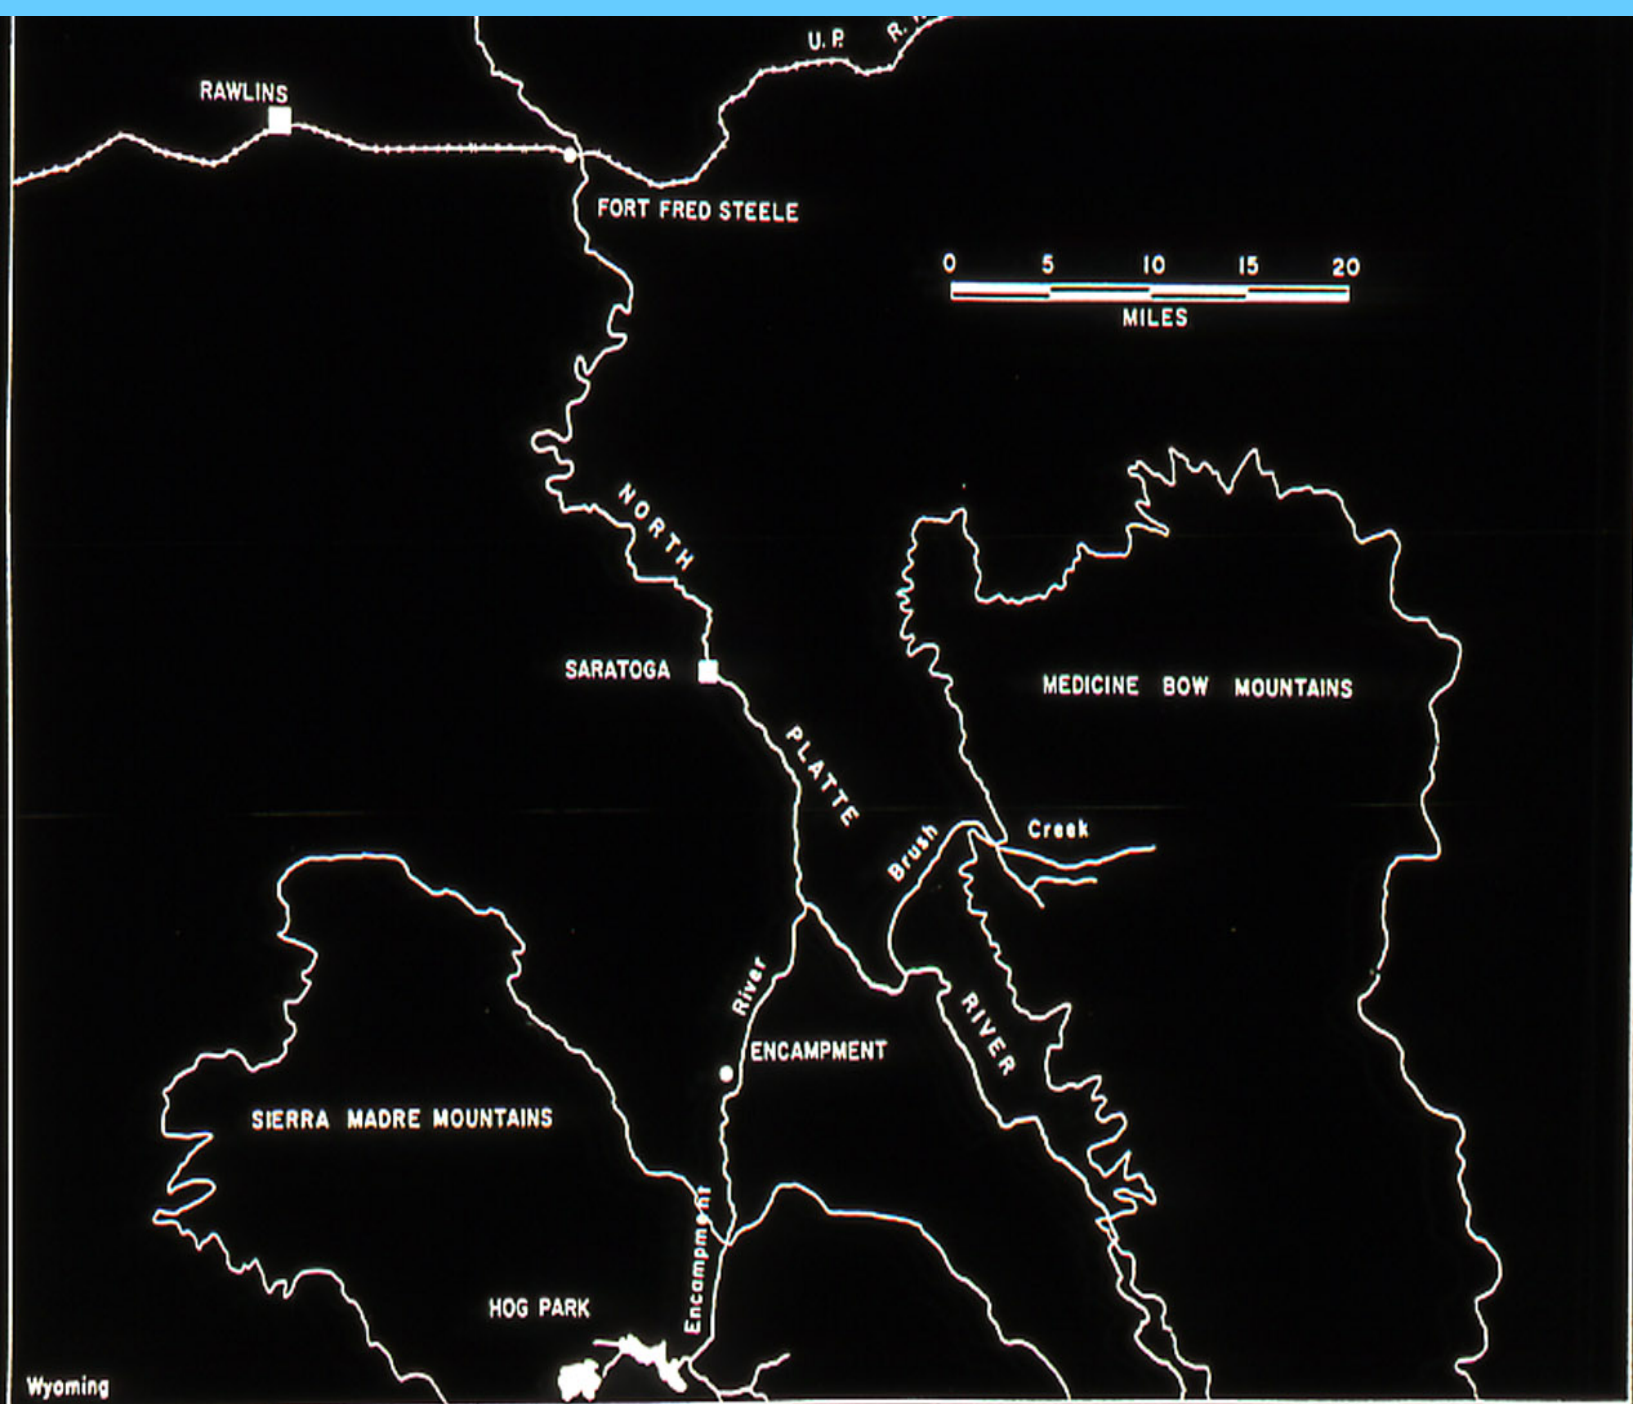 U. P. R.
RAWLINS
FORT FRED STEELE
0 5 10 15 20
MILES
NORTH
SARATOGA
MEDICINE BOW MOUNTAINS
PLATTE
Brush Creek
River
RIVER
ENCAMPMENT
SIERRA MADRE MOUNTAINS
Encampment
HOG PARK
Wyoming